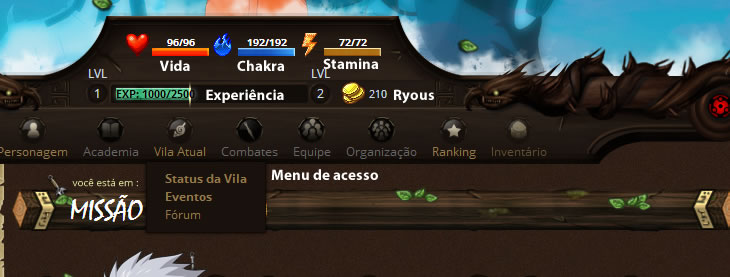 96/96 192/192 72/72
Vida Chakra Stamina
LVL LVL
1 EXP: 1000/2500 Experiência 2 210 Ryous
Personagem Academia Vila Atual Combates Equipe Organização Ranking Inventário
Status da Vila Menu de acesso
você está em :
Eventos
MISSÃO
Fórum